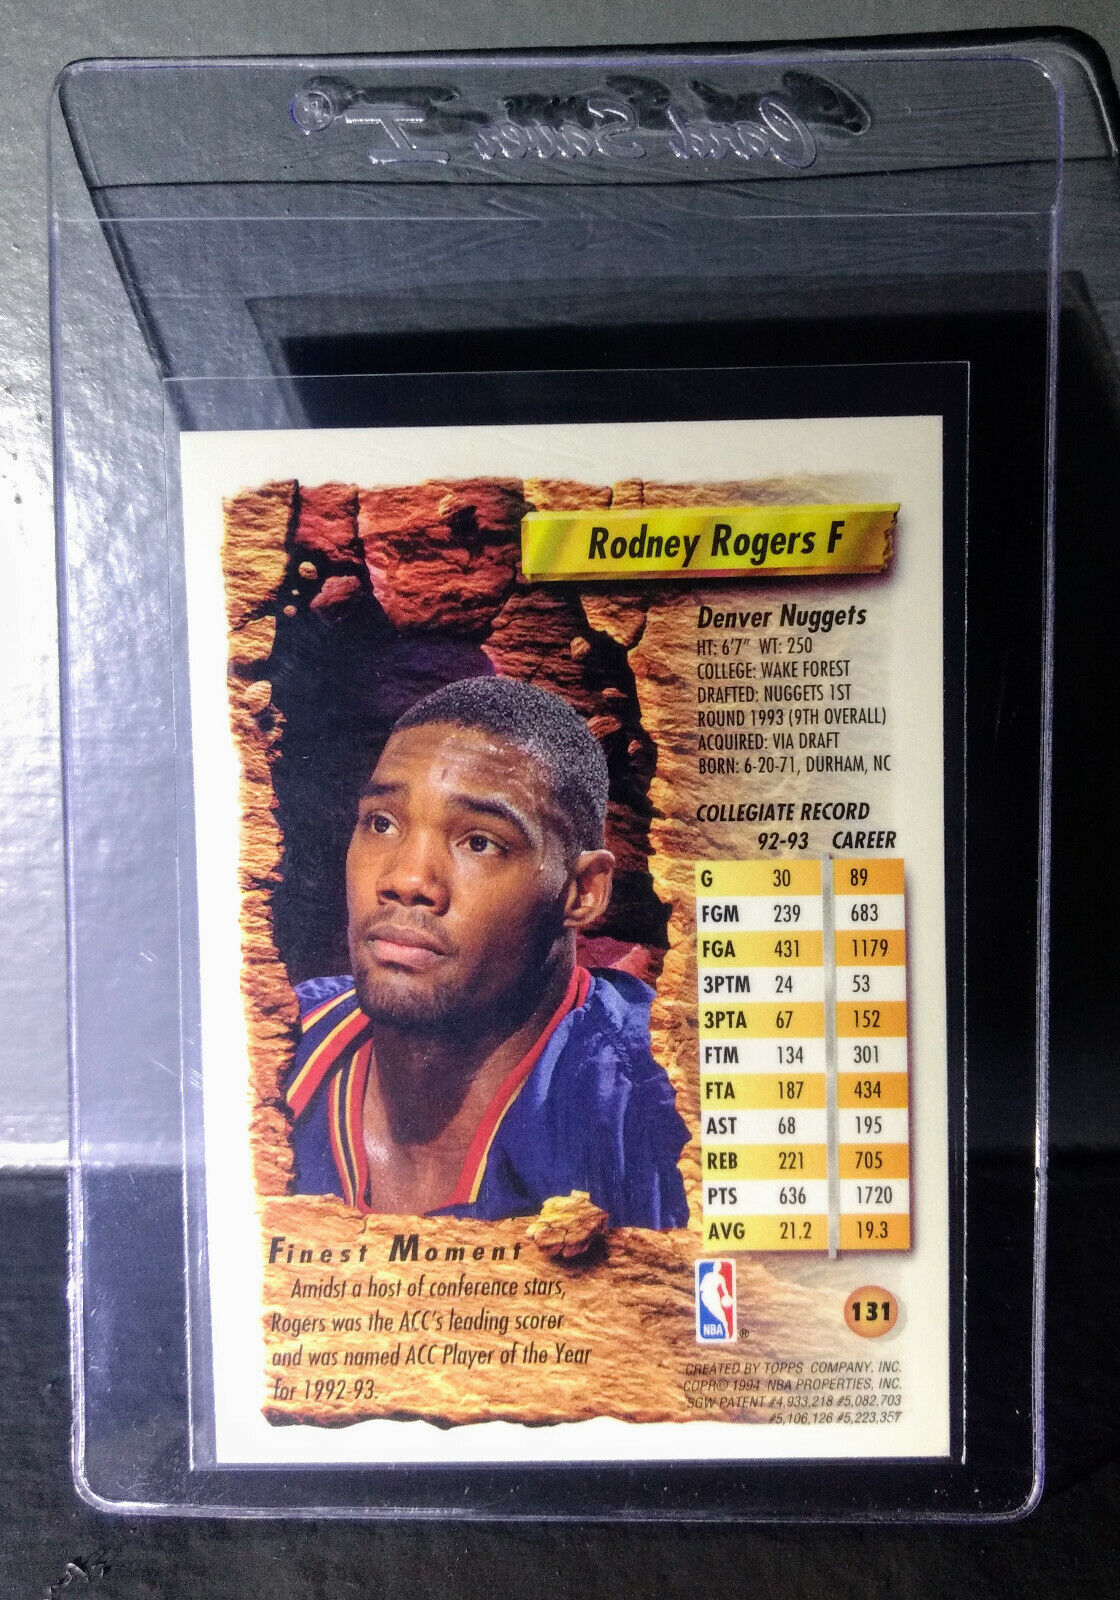 Card Saver II ®
Rodney Rogers F
Denver Nuggets
HT: 6'7" WT: 250
COLLEGE: WAKE FOREST
DRAFTED: NUGGETS 1ST
ROUND 1993 (9TH OVERALL)
ACQUIRED: VIA DRAFT
BORN: 6-20-71, DURHAM, NC
COLLEGIATE RECORD
92-93 CAREER
G 30 89
FGM 239 683
FGA 431 1179
3PTM 24 53
3PTA 67 152
FTM 134 301
FTA 187 434
AST 68 195
REB 221 705
PTS 636 1720
AVG 21.2 19.3
Finest Moment
Amidst a host of conference stars,
Rogers was the ACC's leading scorer
and was named ACC Player of the Year
for 1992-93.
NBA ®
131
CREATED BY TOPPS COMPANY, INC.
COPR© 1994 NBA PROPERTIES, INC.
SGW PATENT #4,933,218 #5,082,703
#5,106,126 #5,223,357